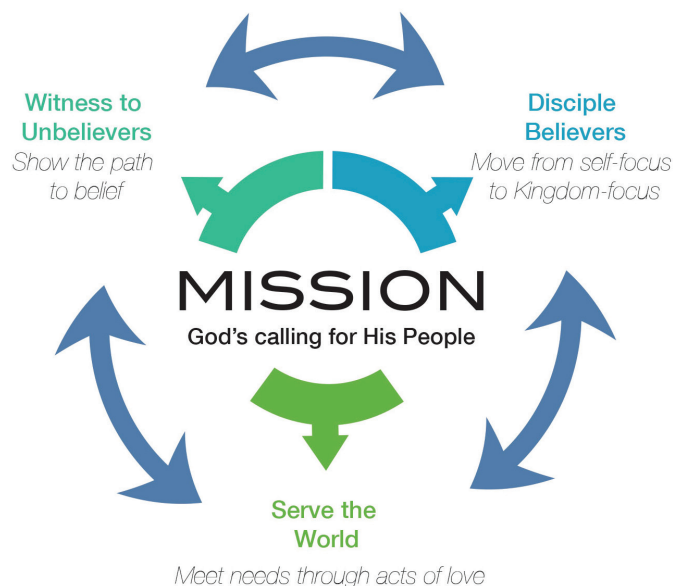 Witness to
Unbelievers
Show the path
to belief
Disciple
Believers
Move from self-focus
to Kingdom-focus
MISSION
God's calling for His People
Serve the
World
Meet needs through acts of love